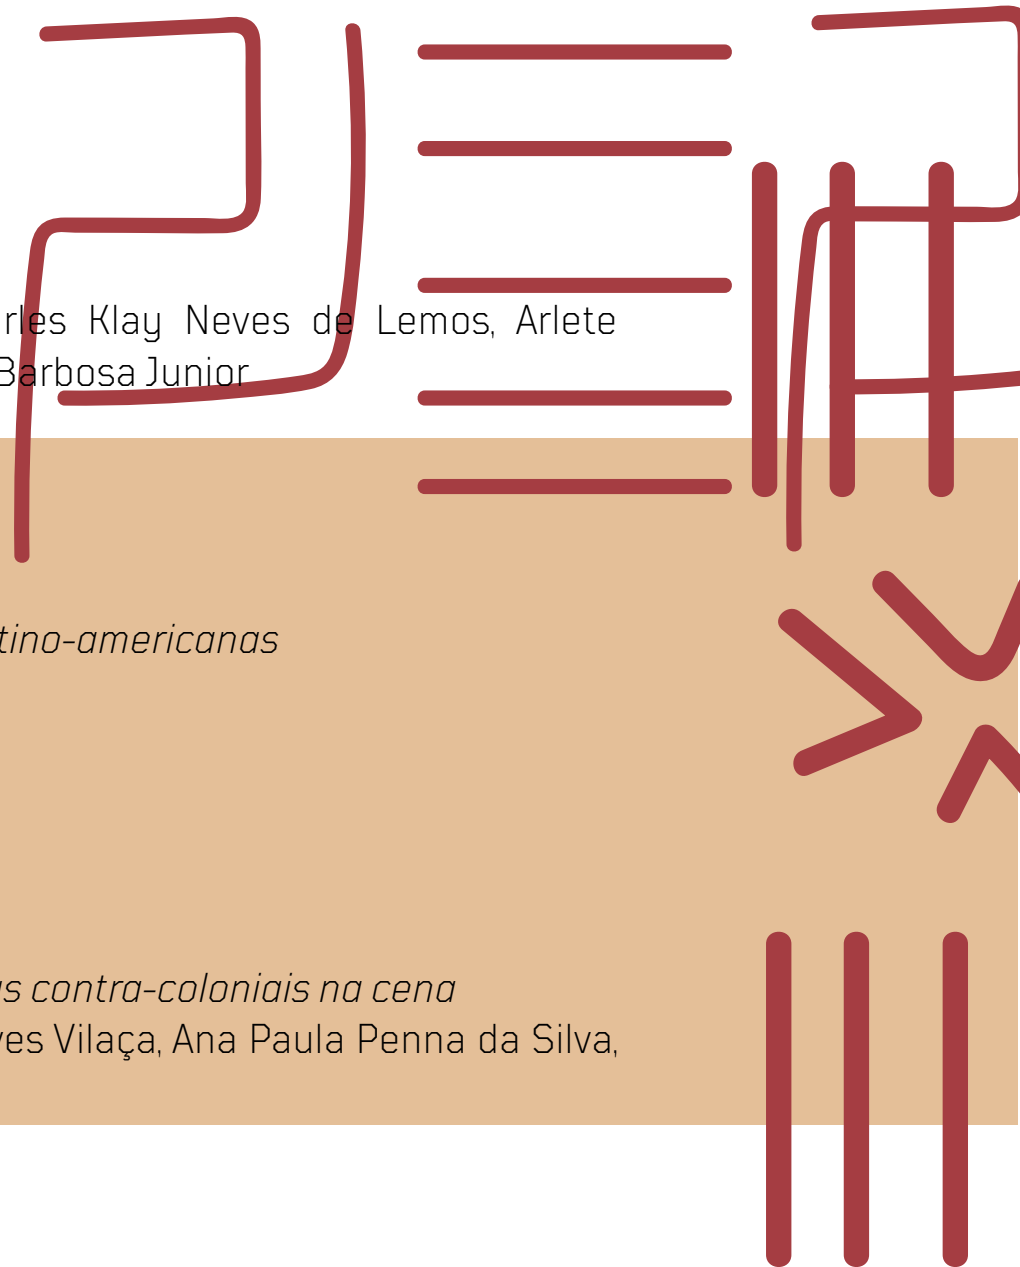 rles Klay Neves de Lemos, Arlete
Barbosa Junior
tino-americanas
s contra-coloniais na cena
es Vilaça, Ana Paula Penna da Silva,